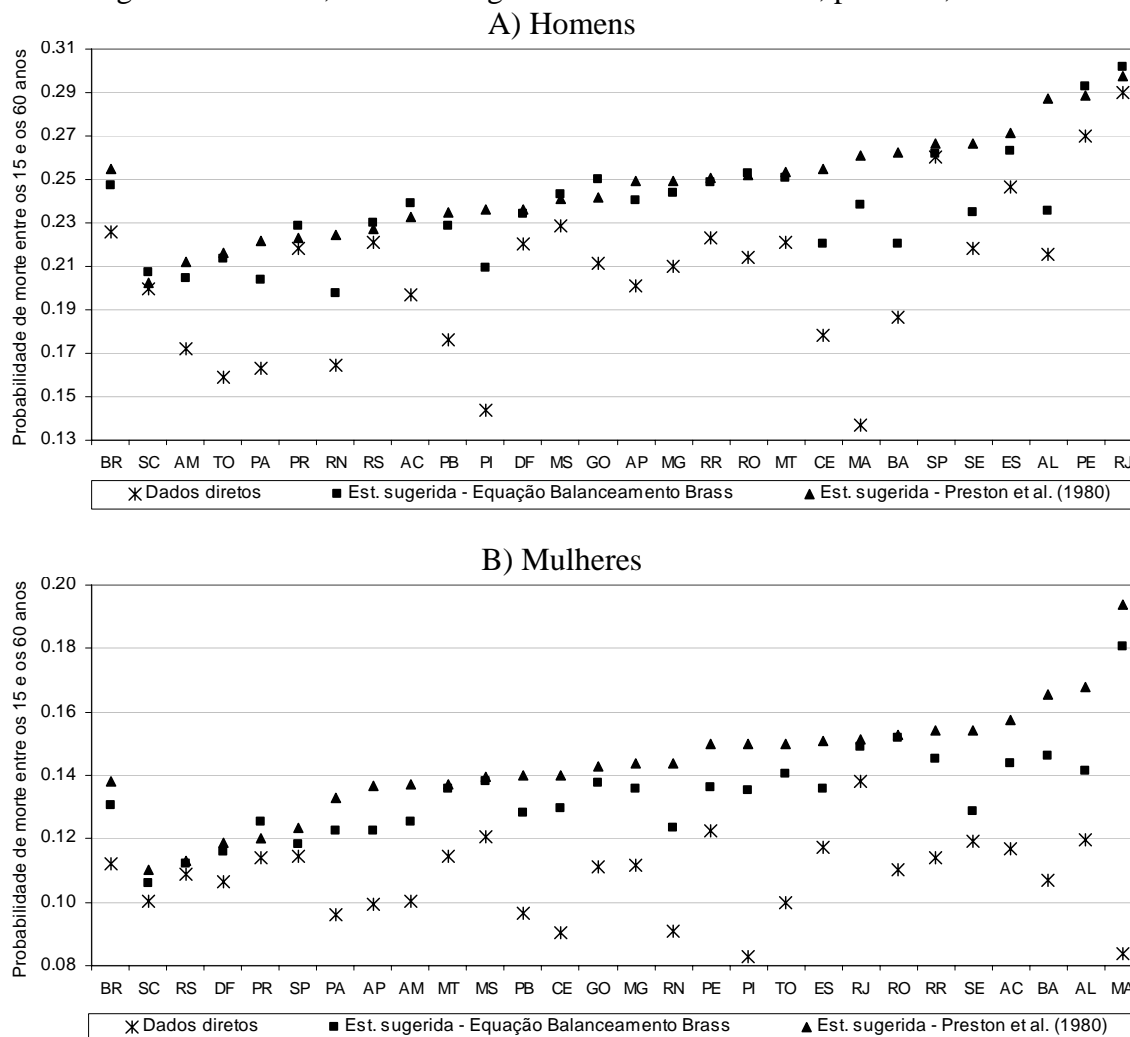 A) Homens
Probabilidade de morte entre os 15 e os 60 anos
0.31
0.29
0.27
0.25
0.23
0.21
0.19
0.17
0.15
0.13
BR SC AM TO PA PR RN RS AC PB PI DF MS GO AP MG RR RO MT CE MA BA SP SE ES AL PE RJ
Dados diretos Est. sugerida - Equação Balanceamento Brass Est. sugerida - Preston et al. (1980)
B) Mulheres
Probabilidade de morte entre os 15 e os 60 anos
0.20
0.18
0.16
0.14
0.12
0.10
0.08
BR SC RS DF PR SP PA AP AM MT MS PB CE GO MG RN PE PI TO ES RJ RO RR SE AC BA AL MA
Dados diretos Est. sugerida - Equação Balanceamento Brass Est. sugerida - Preston et al. (1980)